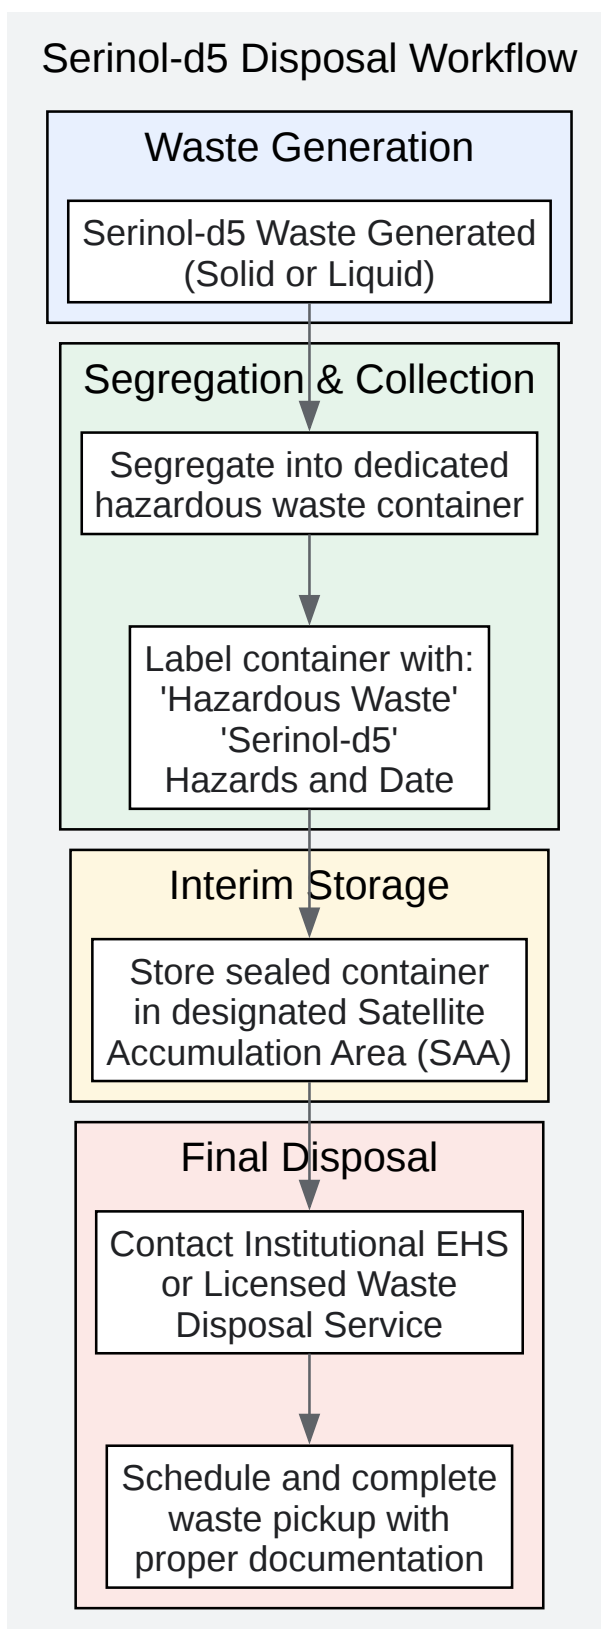 Serinol-d5 Disposal Workflow
Waste Generation
Serinol-d5 Waste Generated
(Solid or Liquid)
Segregation & Collection
Segregate into dedicated
hazardous waste container
Label container with:
'Hazardous Waste'
'Serinol-d5'
Hazards and Date
Interim Storage
Store sealed container
in designated Satellite
Accumulation Area (SAA)
Final Disposal
Contact Institutional EHS
or Licensed Waste
Disposal Service
Schedule and complete
waste pickup with
proper documentation